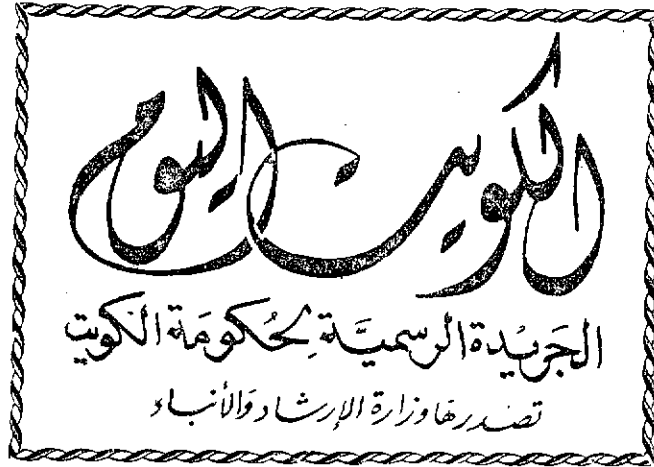 الكويت اليوم
الجريدة الرسمية لحكومة الكويت
تصدرها وزارة الإرشاد والأنباء